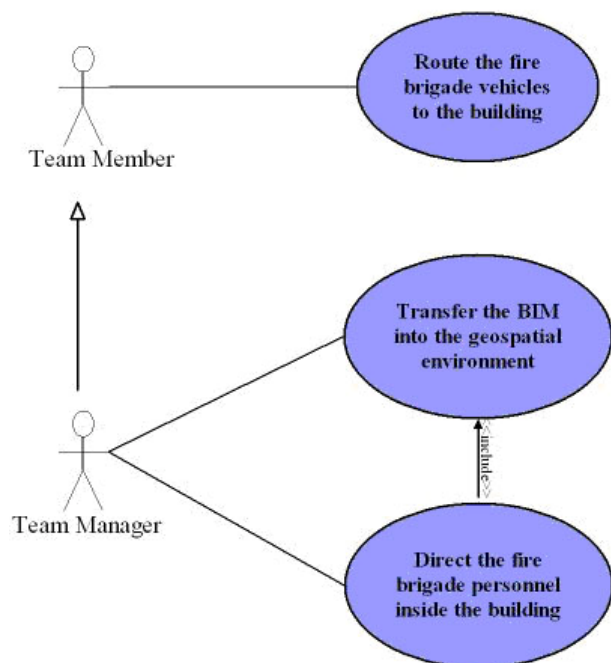 Route the fire
brigade vehicles
to the building
Team Member
Transfer the BIM
into the geospatial
environment
<<include>>
Team Manager
Direct the fire
brigade personnel
inside the building